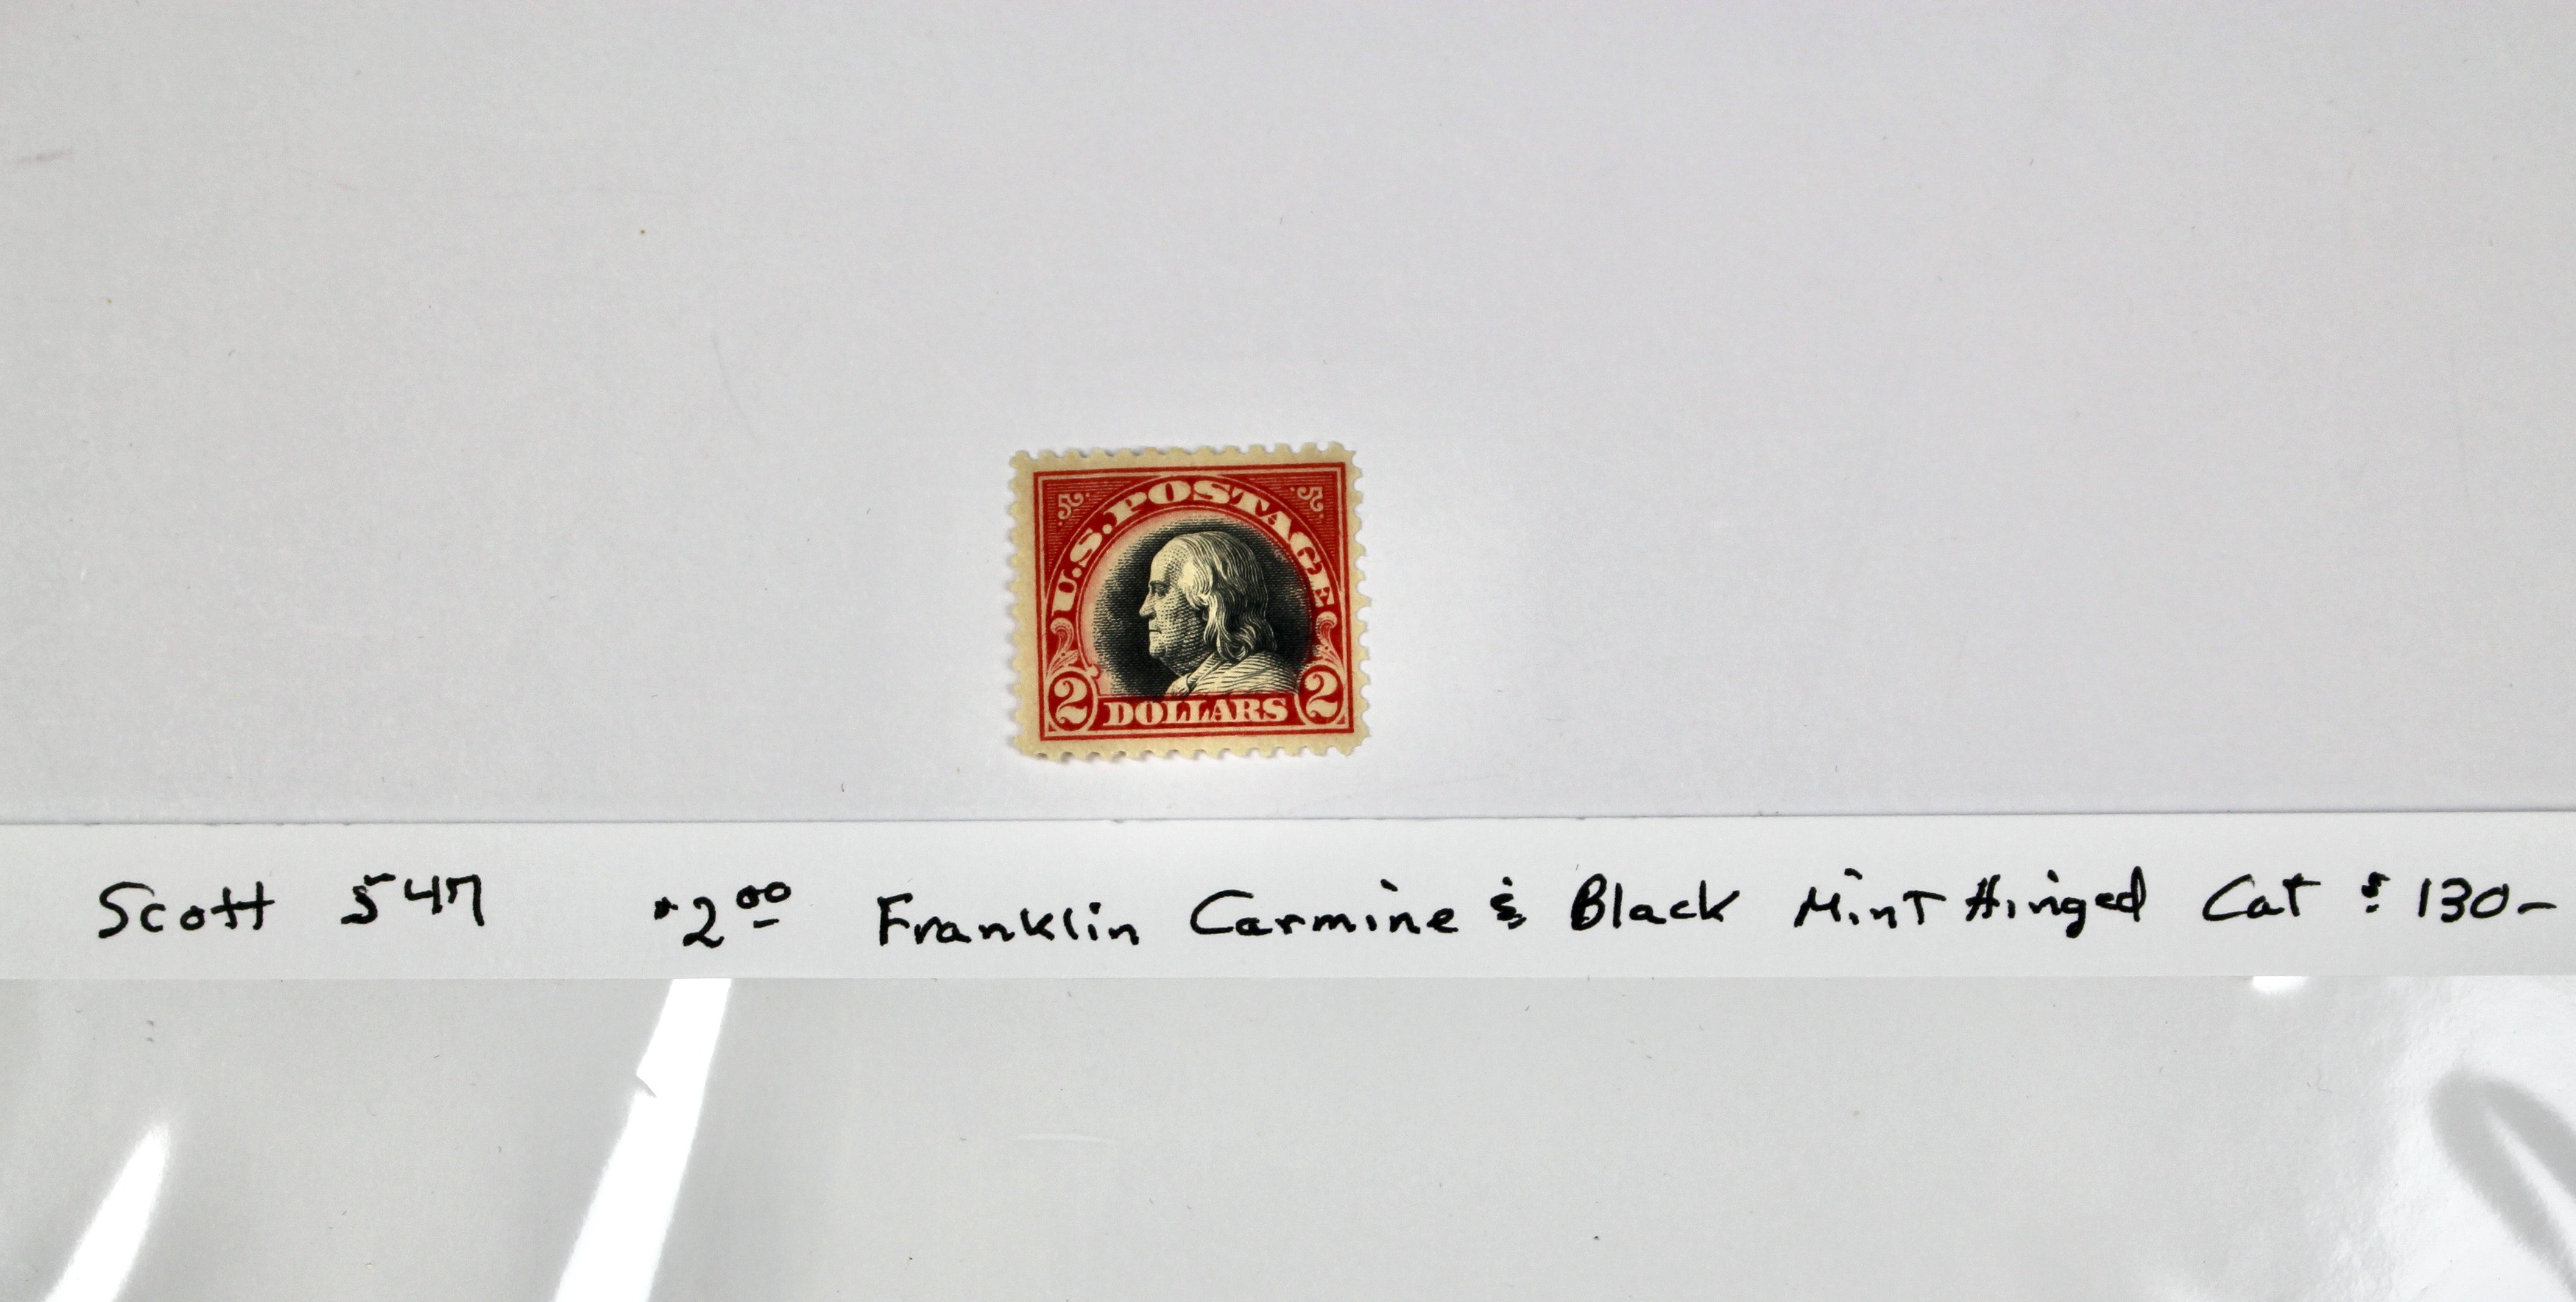 U.S. POSTAGE
2 DOLLARS 2
Scott 547 $2.00 Franklin Carmine & Black Mint Hinged Cat $130-